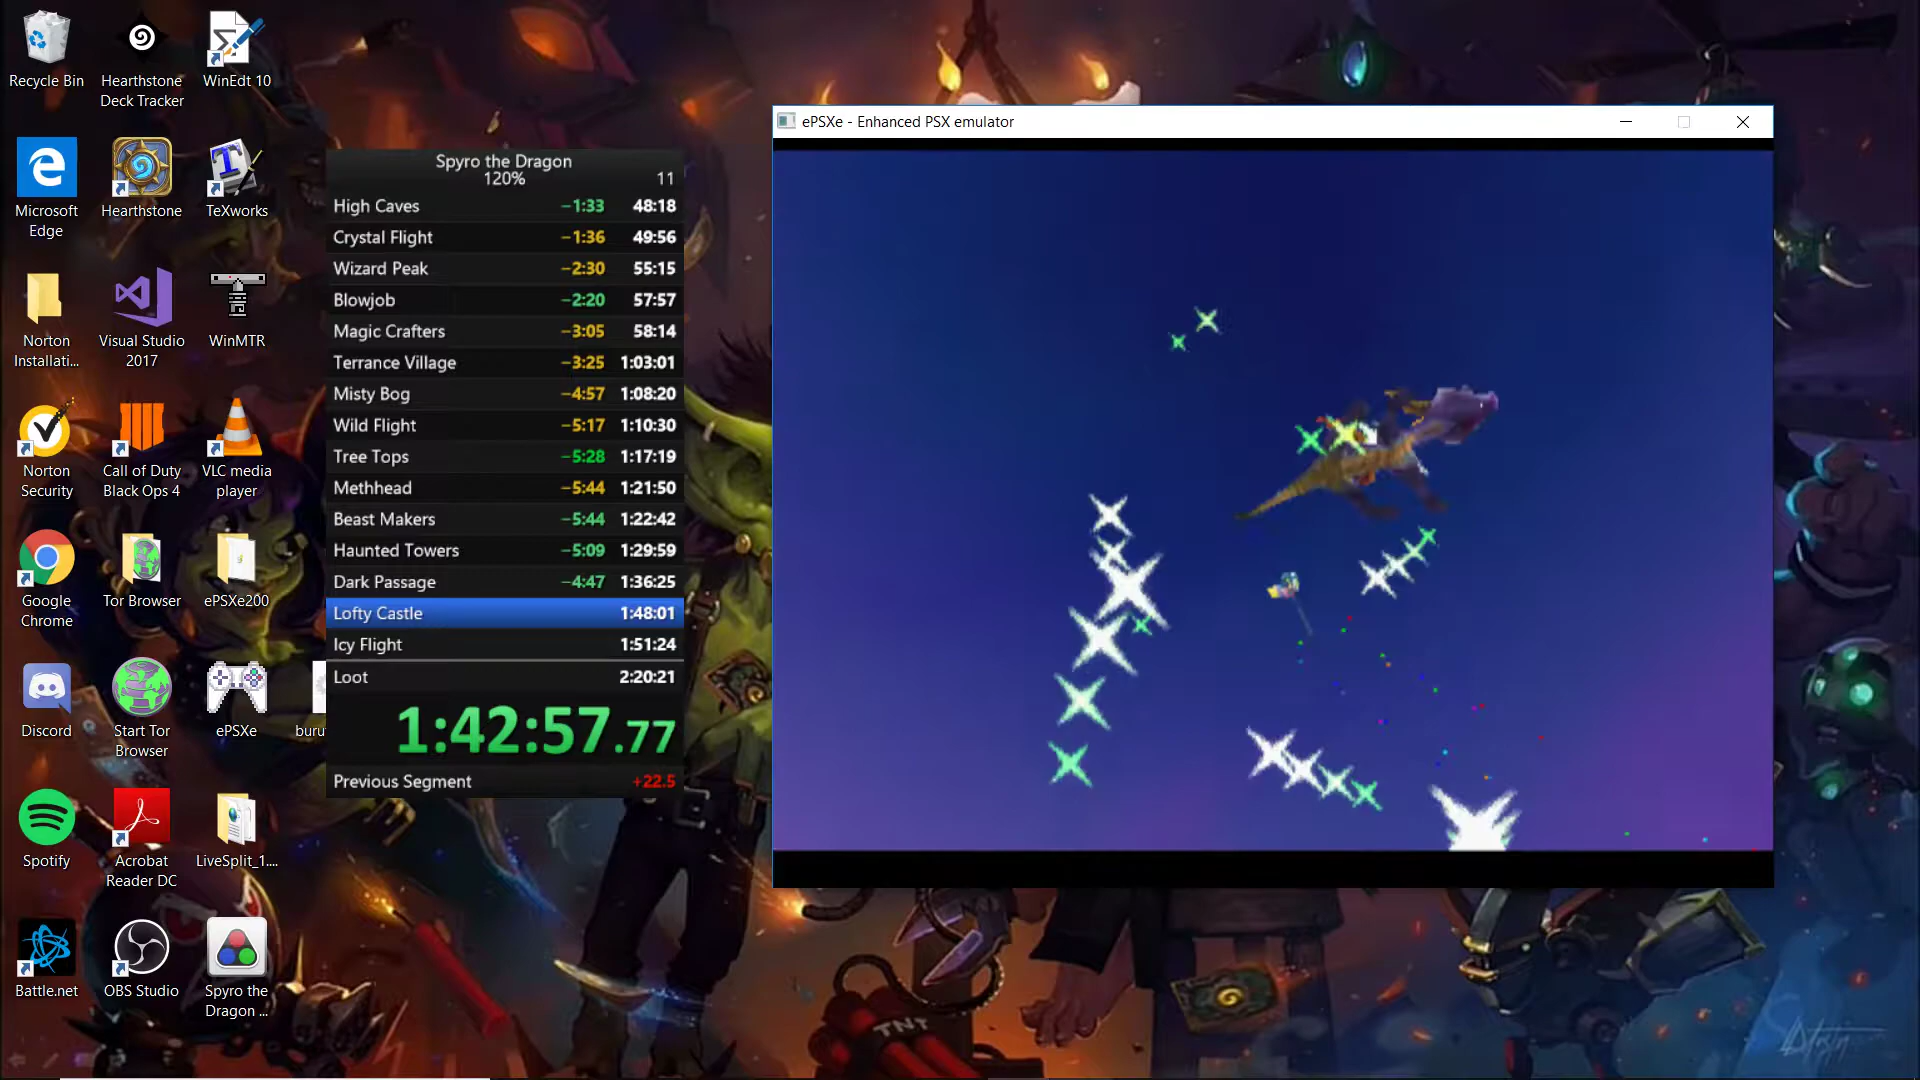 Recycle Bin
Hearthstone
Deck Tracker
WinEdt 10
Microsoft
Edge
Hearthstone
TeXworks
Norton
Installati...
Visual Studio
2017
WinMTR
Norton
Security
Call of Duty
Black Ops 4
VLC media
player
Google
Chrome
Tor Browser
ePSXe200
Discord
Start Tor
Browser
ePSXe
buru
Spotify
Acrobat
Reader DC
LiveSplit_1....
Battle.net
OBS Studio
Spyro the
Dragon ...
Spyro the Dragon
120% 11
High Caves −1:33 48:18
Crystal Flight −1:36 49:56
Wizard Peak −2:30 55:15
Blowjob −2:20 57:57
Magic Crafters −3:05 58:14
Terrance Village −3:25 1:03:01
Misty Bog −4:57 1:08:20
Wild Flight −5:17 1:10:30
Tree Tops −5:28 1:17:19
Methhead −5:44 1:21:50
Beast Makers −5:44 1:22:42
Haunted Towers −5:09 1:29:59
Dark Passage −4:47 1:36:25
Lofty Castle 1:48:01
Icy Flight 1:51:24
Loot 2:20:21
1:42:57.77
Previous Segment +22.5
ePSXe - Enhanced PSX emulator
TNT